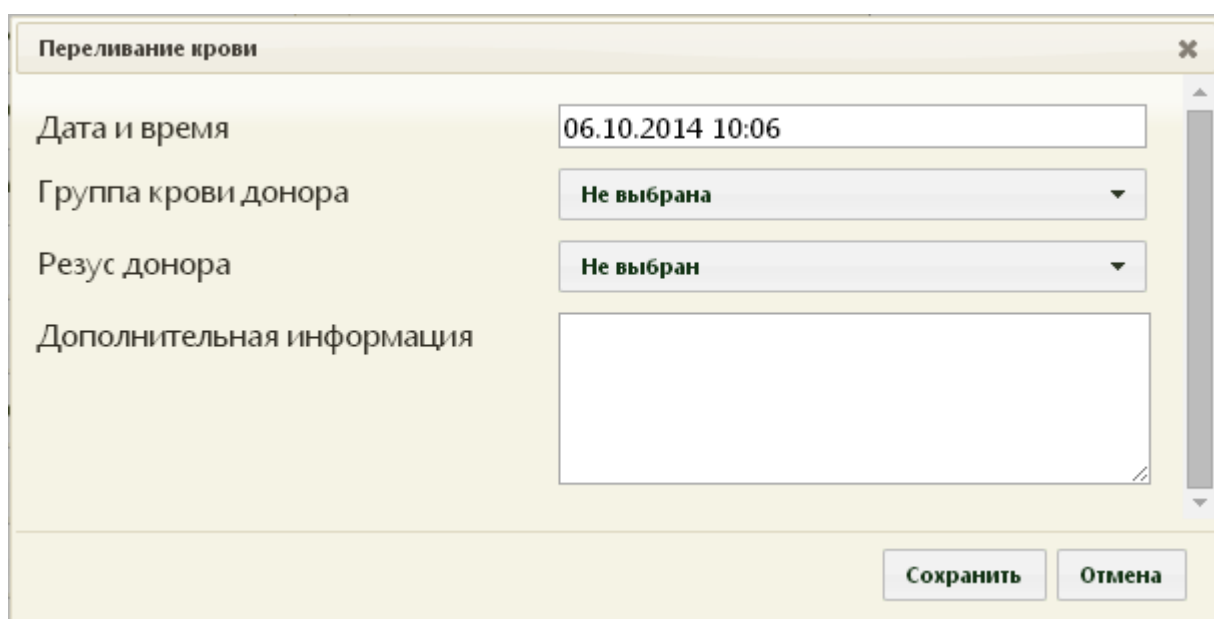 Переливание крови
Дата и время 06.10.2014 10:06
Группа крови донора Не выбрана
Резус донора Не выбран
Дополнительная информация
Сохранить Отмена